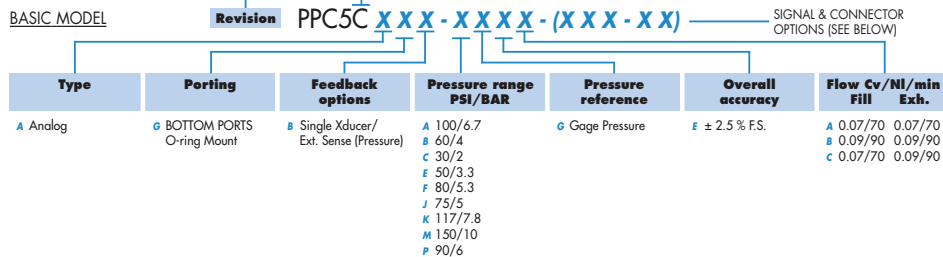 BASIC MODEL
Revision PPC5C X X X - X X X X - (X X X - X X)
SIGNAL & CONNECTOR
OPTIONS (SEE BELOW)
Type
A Analog
Porting
G BOTTOM PORTS
O-ring Mount
Feedback
options
B Single Xducer/
Ext. Sense (Pressure)
Pressure range
PSI/BAR
A 100/6.7
B 60/4
C 30/2
E 50/3.3
F 80/5.3
J 75/5
K 117/7.8
M 150/10
P 90/6
Pressure
reference
G Gage Pressure
Overall
accuracy
E ± 2.5 % F.S.
Flow Cv/Nl/min
Fill Exh.
A 0.07/70 0.07/70
B 0.09/90 0.09/90
C 0.07/70 0.09/90